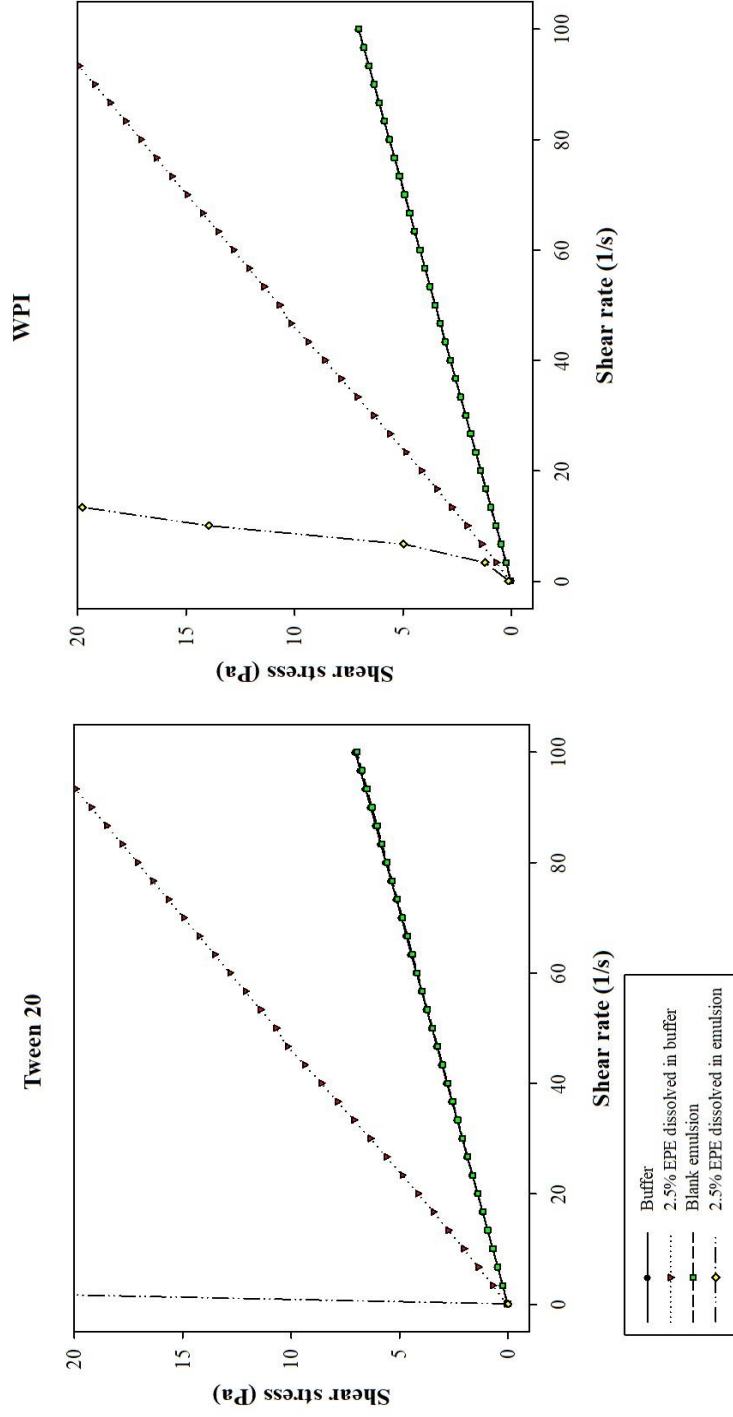 Tween 20
Shear stress (Pa)
20
15
10
5
0
0
20
40
60
80
100
Shear rate (1/s)
WPI
Shear stress (Pa)
20
15
10
5
0
0
20
40
60
80
100
Shear rate (1/s)
Buffer
2.5% EPE dissolved in buffer
Blank emulsion
2.5% EPE dissolved in emulsion